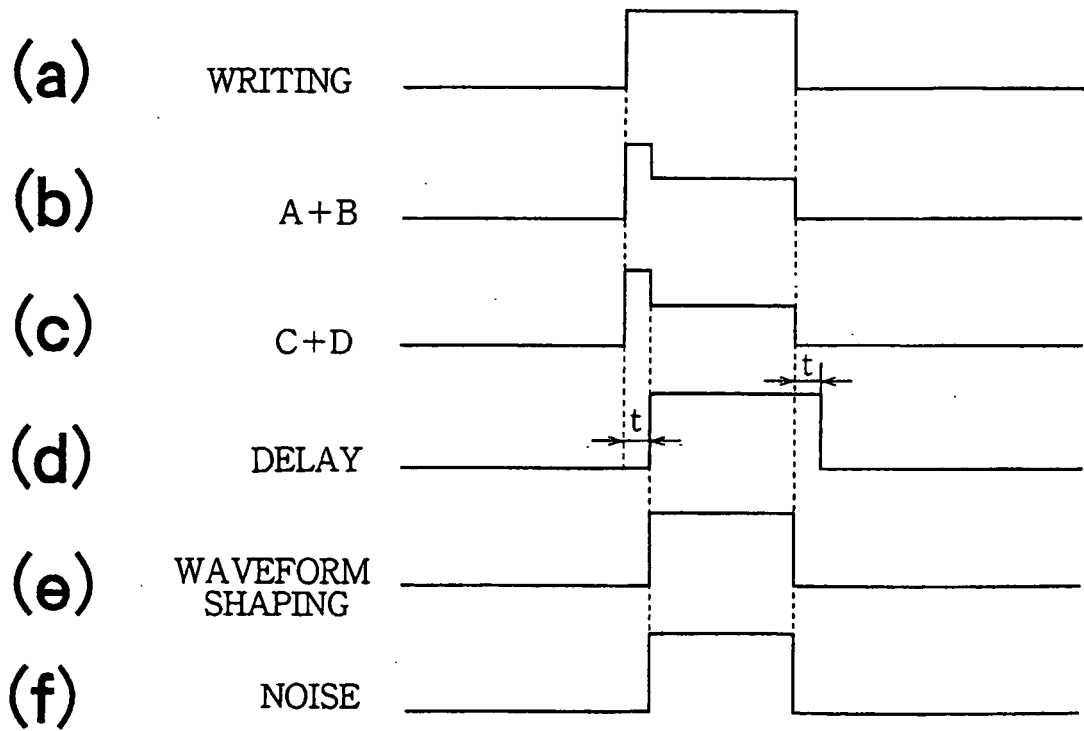 (a) WRITING
(b) A+B
(c) C+D
t
t
(d) DELAY
(e) WAVEFORM
SHAPING
(f) NOISE